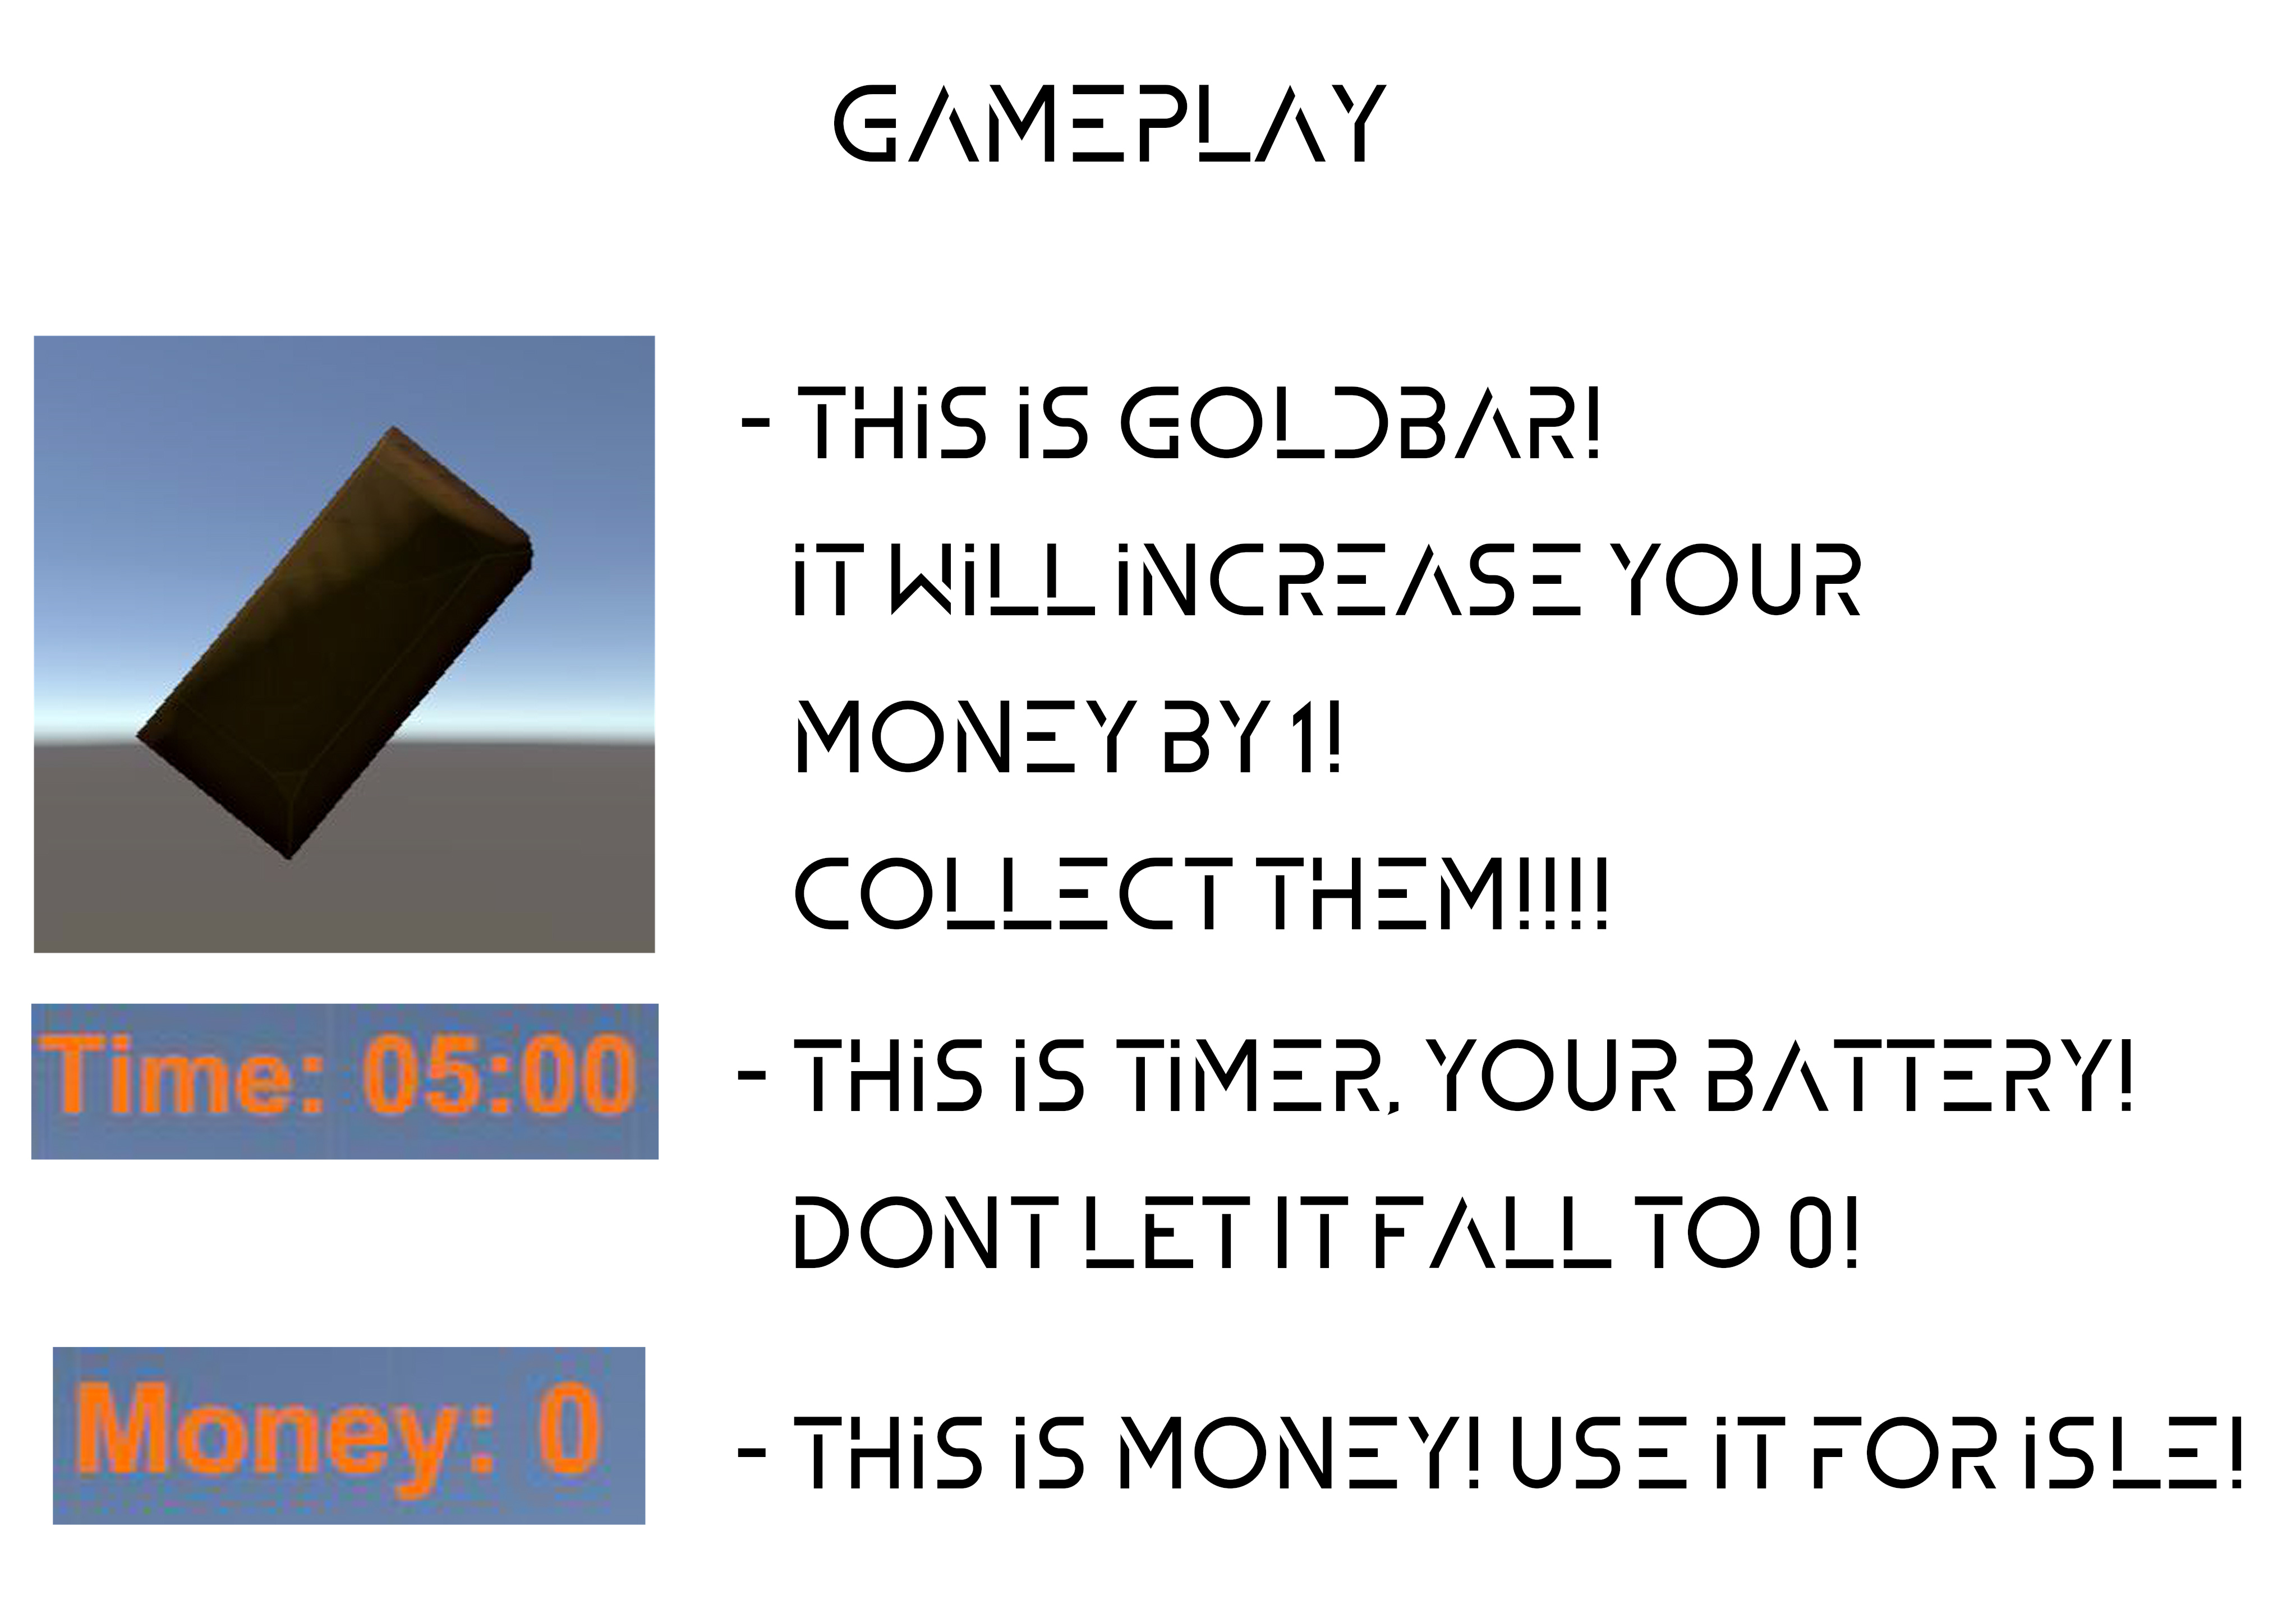 GAMEPLAY
- THiS iS GOLDBAR!
iT WiLL iNCREASE YOUR
MONEY BY 1!
COLLECT THEM!!!!
Time: 05:00
- THiS iS TiMER, YOUR BATTERY!
DONT LET IT FALL TO 0!
Money: 0
- THiS iS MONEY! USE iT FOR iSLE!